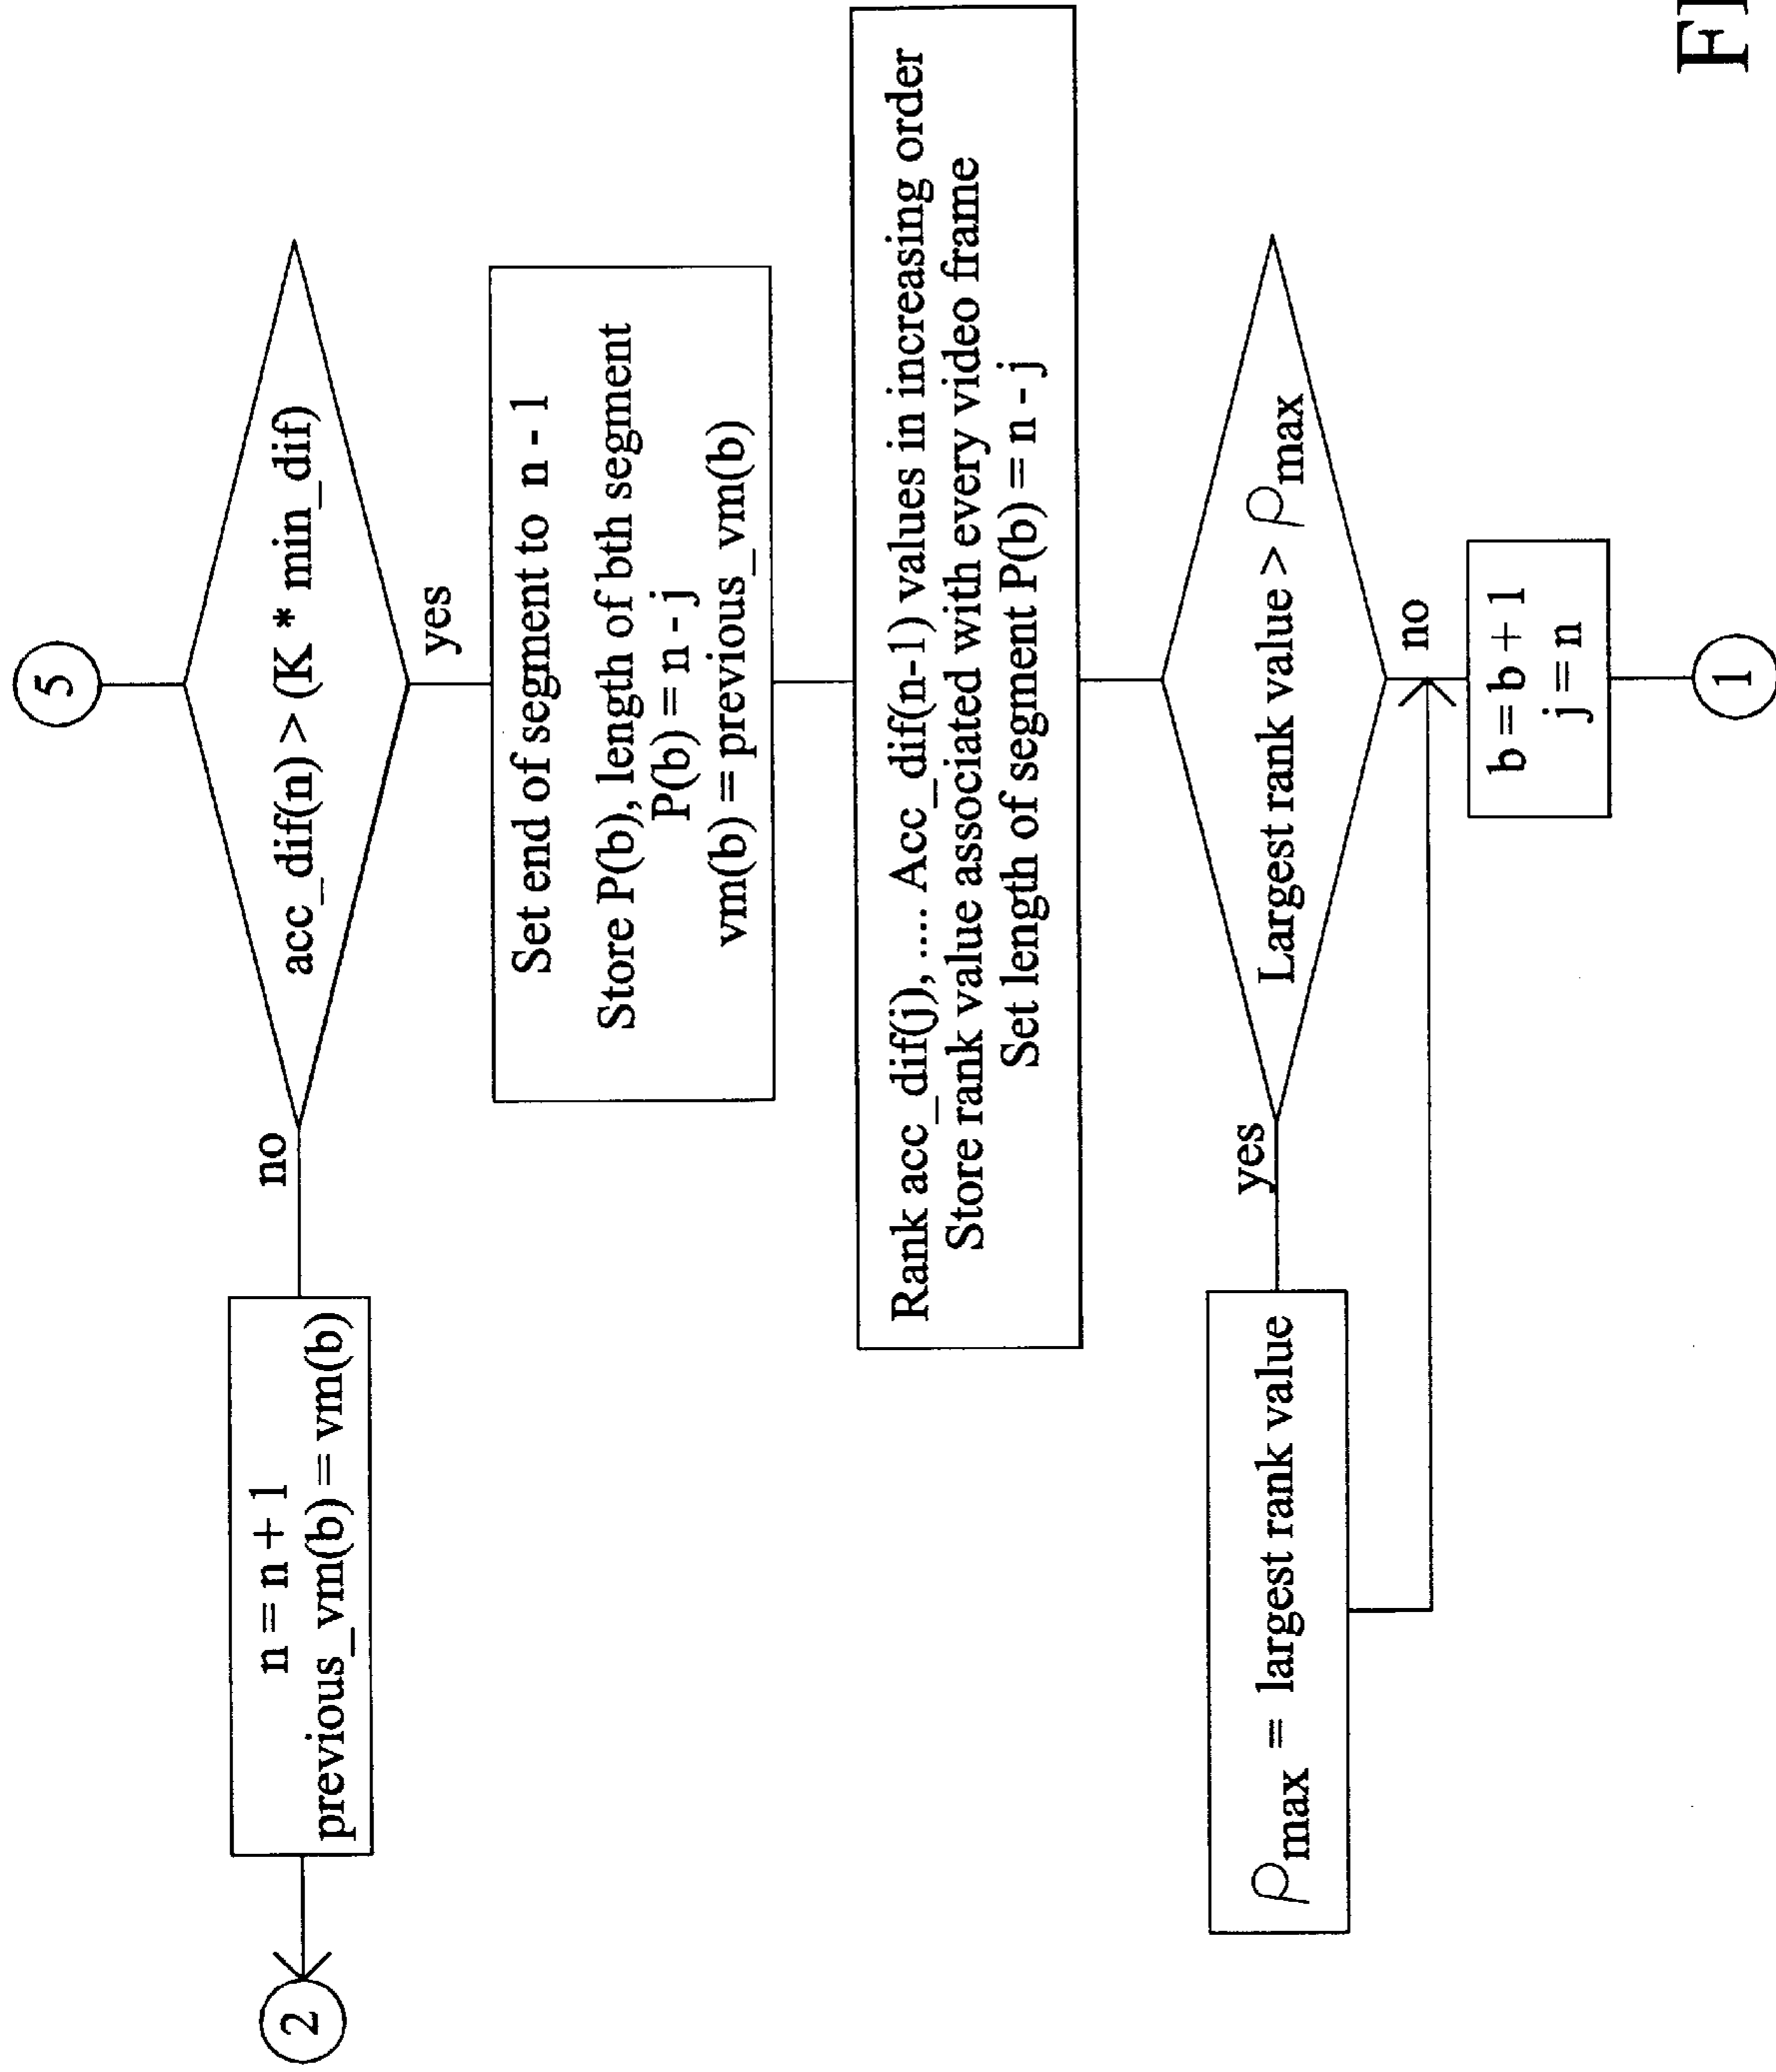 5
acc_dif(n) > (K * min_dif)
no
yes
n = n + 1
previous_vm(b) = vm(b)
2
Set end of segment to n - 1
Store P(b), length of bth segment
P(b) = n - j
vm(b) = previous_vm(b)
Rank acc_dif(j), .... Acc_dif(n-1) values in increasing order
Store rank value associated with every video frame
Set length of segment P(b) = n - j
Largest rank value > ρmax
yes
no
ρmax = largest rank value
b = b + 1
j = n
1